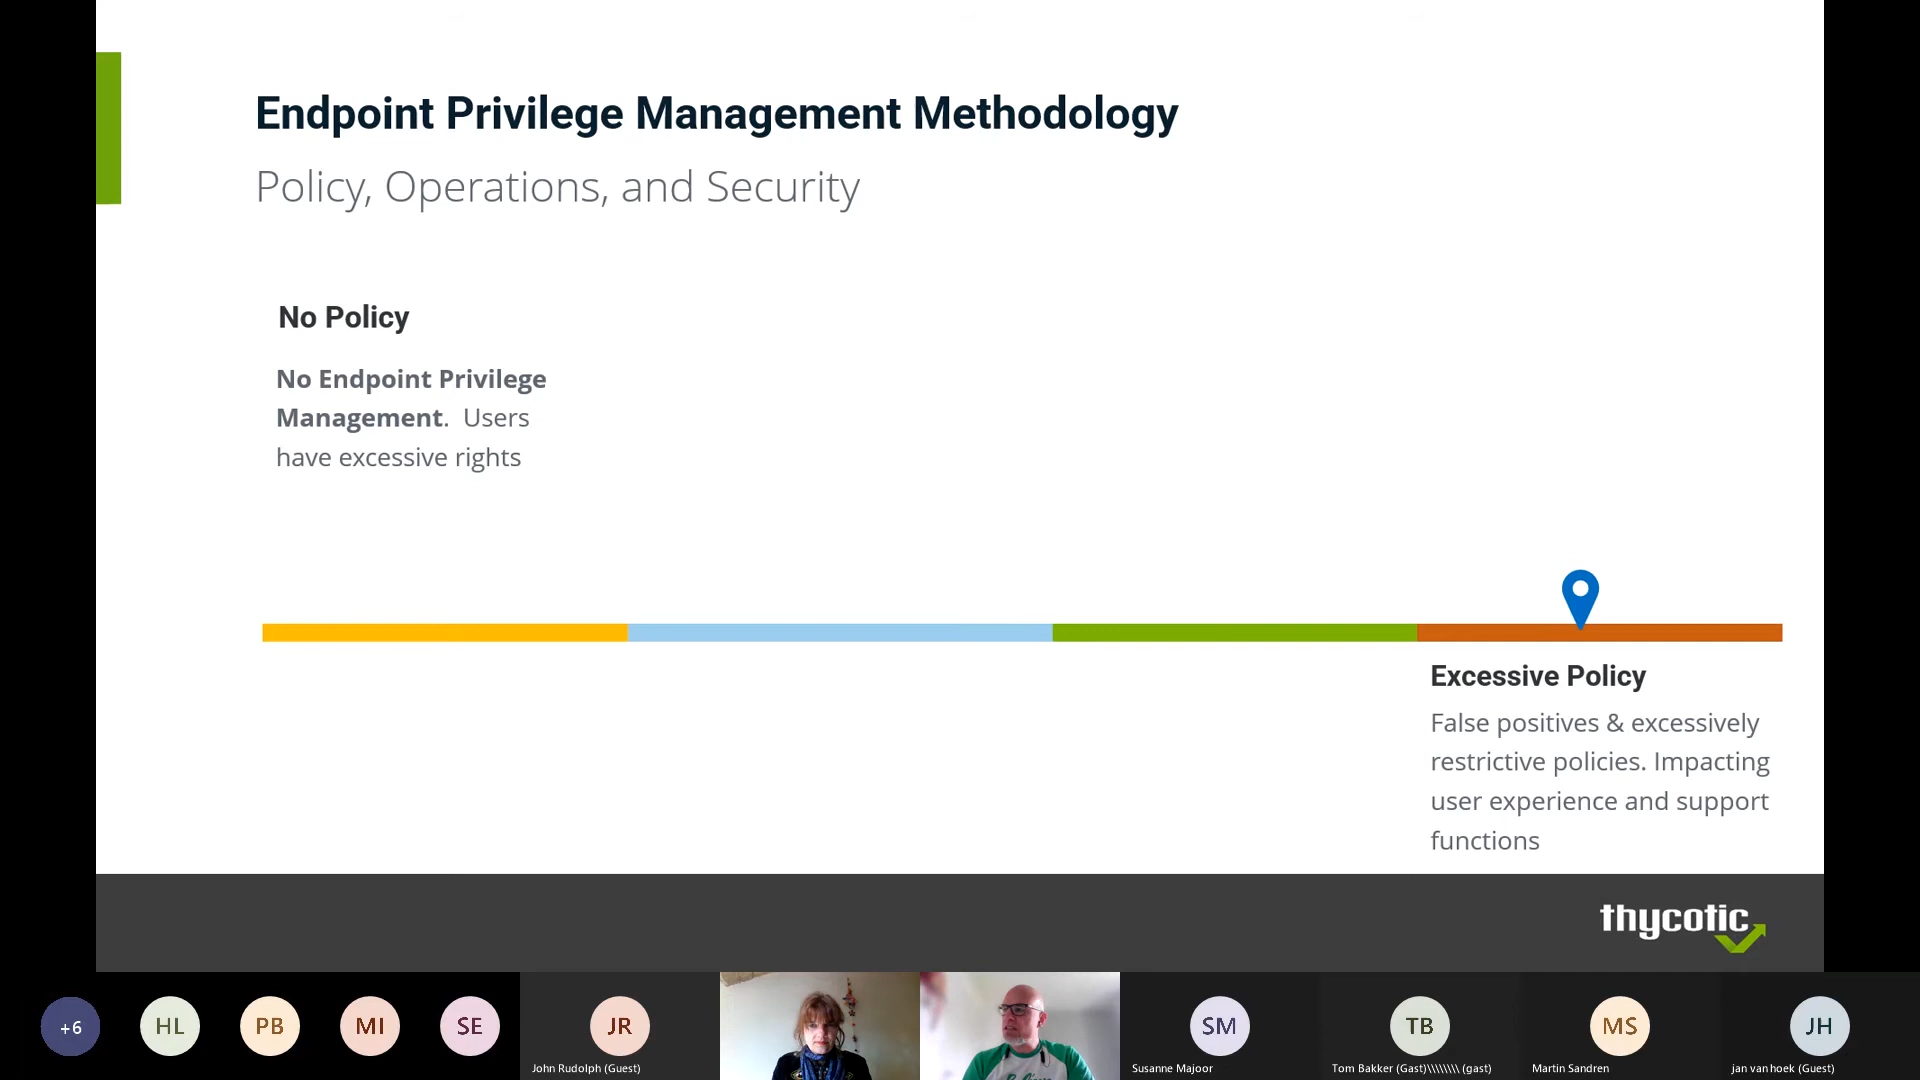 Endpoint Privilege Management Methodology
Policy, Operations, and Security
No Policy
No Endpoint Privilege
Management.  Users
have excessive rights
Excessive Policy
False positives & excessively
restrictive policies. Impacting
user experience and support
functions
thycotic
+6
HL
PB
MI
SE
JR
SM
TB
MS
JH
John Rudolph (Guest)
Susanne Majoor
Tom Bakker (Gast)\\\\\\\\ (gast)
Martin Sandren
jan van hoek (Guest)